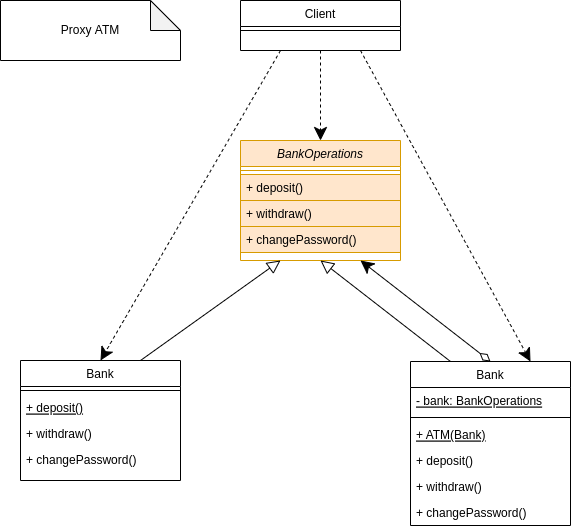 Proxy ATM
Client
BankOperations
+ deposit()
+ withdraw()
+ changePassword()
Bank
+ deposit()
+ withdraw()
+ changePassword()
Bank
- bank: BankOperations
+ ATM(Bank)
+ deposit()
+ withdraw()
+ changePassword()